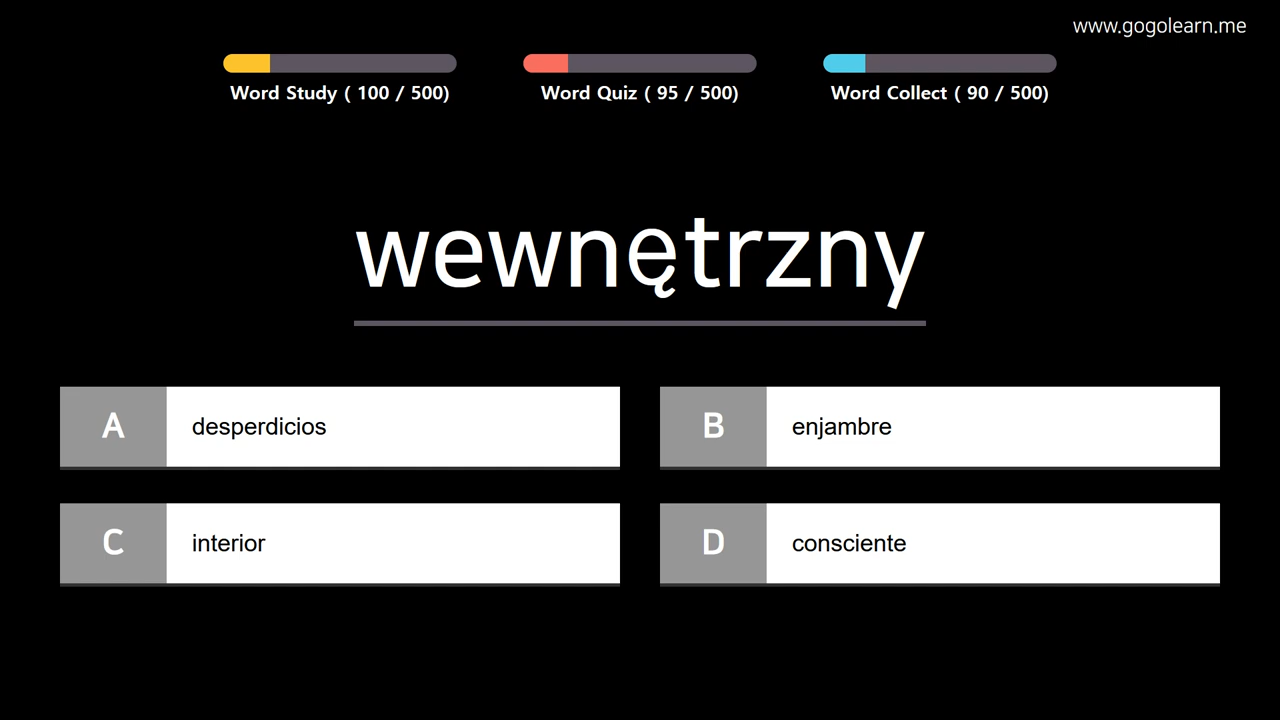 www.gogolearn.me
Word Study ( 100 / 500)
Word Quiz ( 95 / 500)
Word Collect ( 90 / 500)
wewnętrzny
A desperdicios
B enjambre
C interior
D consciente